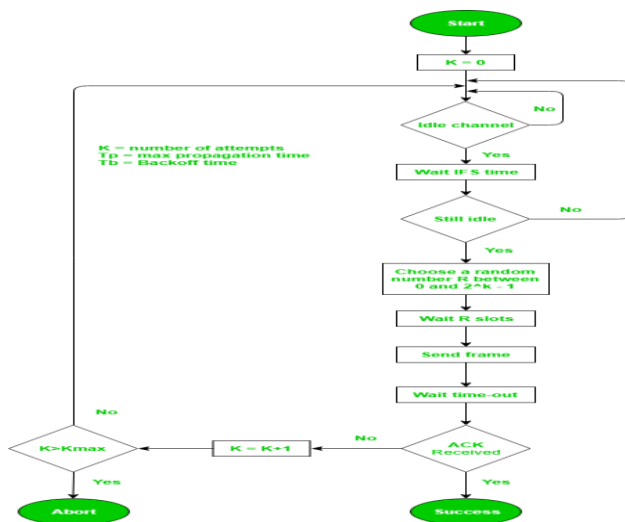 Start
K = 0
Idle channel
No
Yes
K = number of attempts
Tp = max propagation time
Tb = Backoff time
Wait IFS time
Still idle
No
Yes
Choose a random
number R between
0 and 2^k - 1
Wait R slots
Send frame
Wait time-out
ACK
Received
No
K = K+1
K>Kmax
No
Yes
Yes
Abort
Success